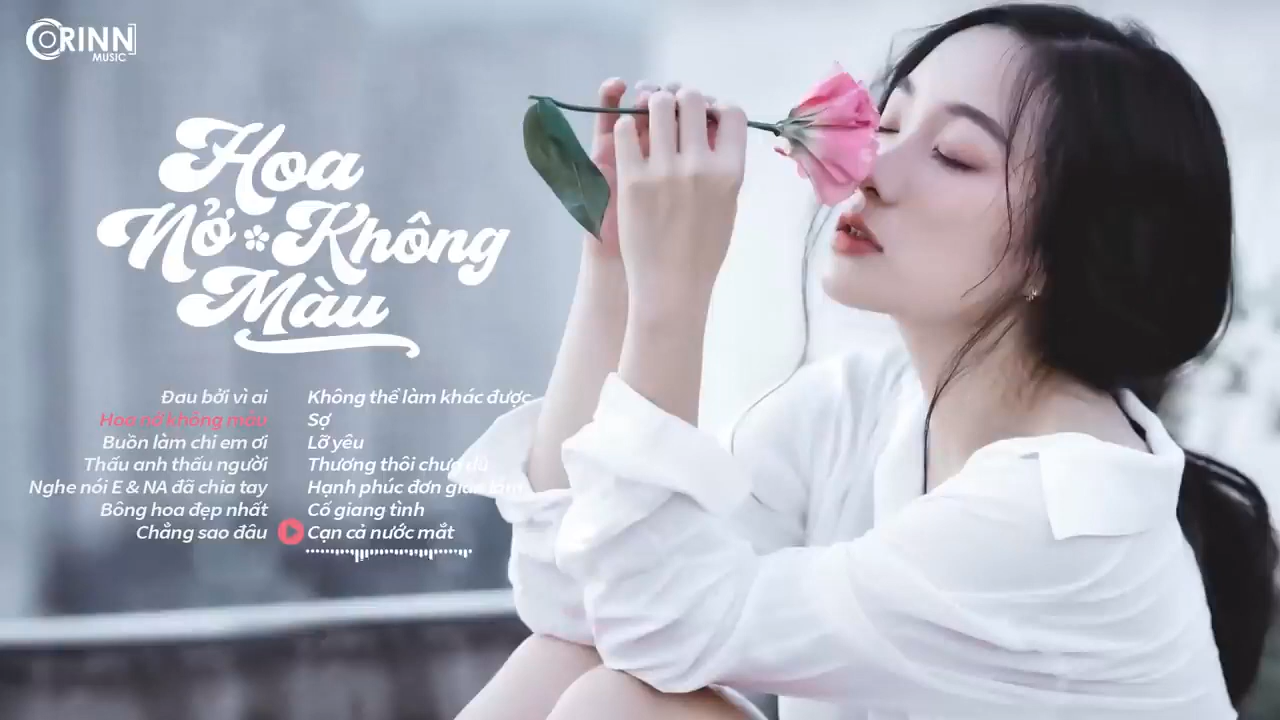 ORINN
MUSIC
Hoa
Nở Không
Màu
Đau bởi vì ai
Hoa nở không màu
Buồn làm chi em ơi
Thấu anh thấu người
Nghe nói E & NA đã chia tay
Bông hoa đẹp nhất
Chẳng sao đâu
Không thể làm khác được
Sợ
Lỡ yêu
Thương thôi chưa đủ
Hạnh phúc đơn giản lắm
Cố giang tình
Cạn cả nước mắt